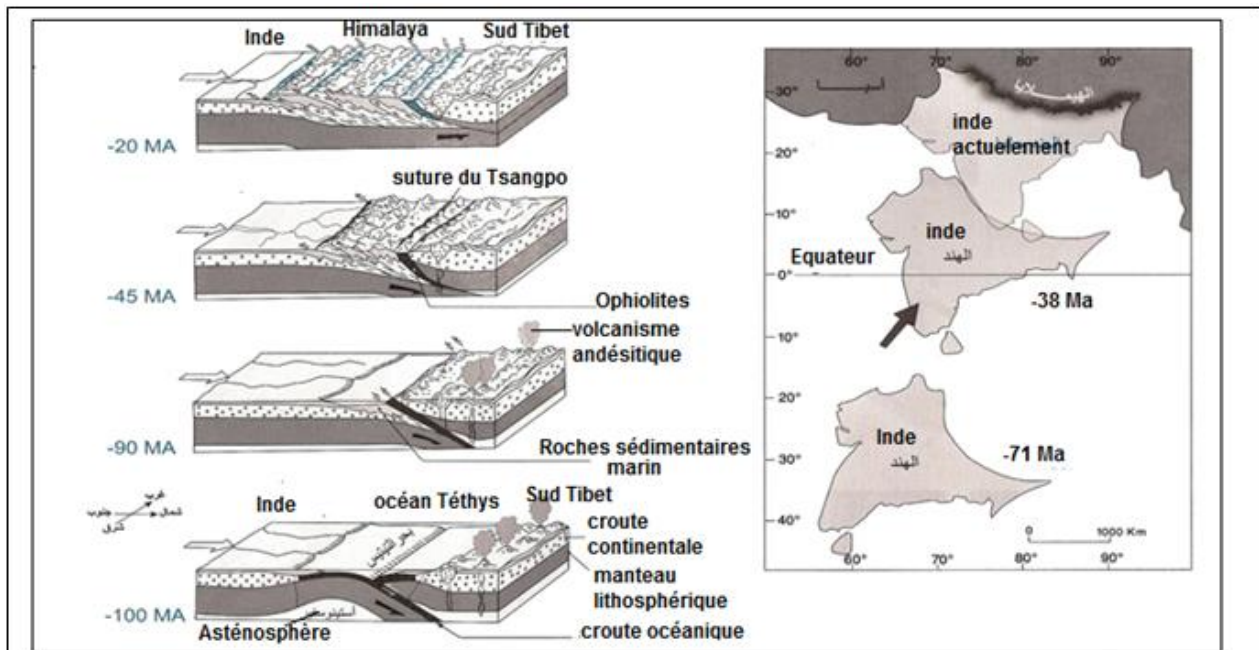 Inde
Himalaya
Sud Tibet
-20 MA
suture du Tsangpo
-45 MA
Ophiolites
volcanisme
andésitique
-90 MA
Roches sédimentaires
marin
غرب
شمال
جنوب
شرق
Inde
océan Téthys
Sud Tibet
بحر التيتيس
croute
continentale
manteau
lithosphérique
-100 MA
Asténosphère
croute océanique
60° 70° 80° 90°
30°
inde
actuelement
20°
10°
inde
الهند
Equateur
0°
-38 Ma
10°
20°
Inde
الهند
-71 Ma
30°
40°
0 1000 Km
60° 70° 80° 90°